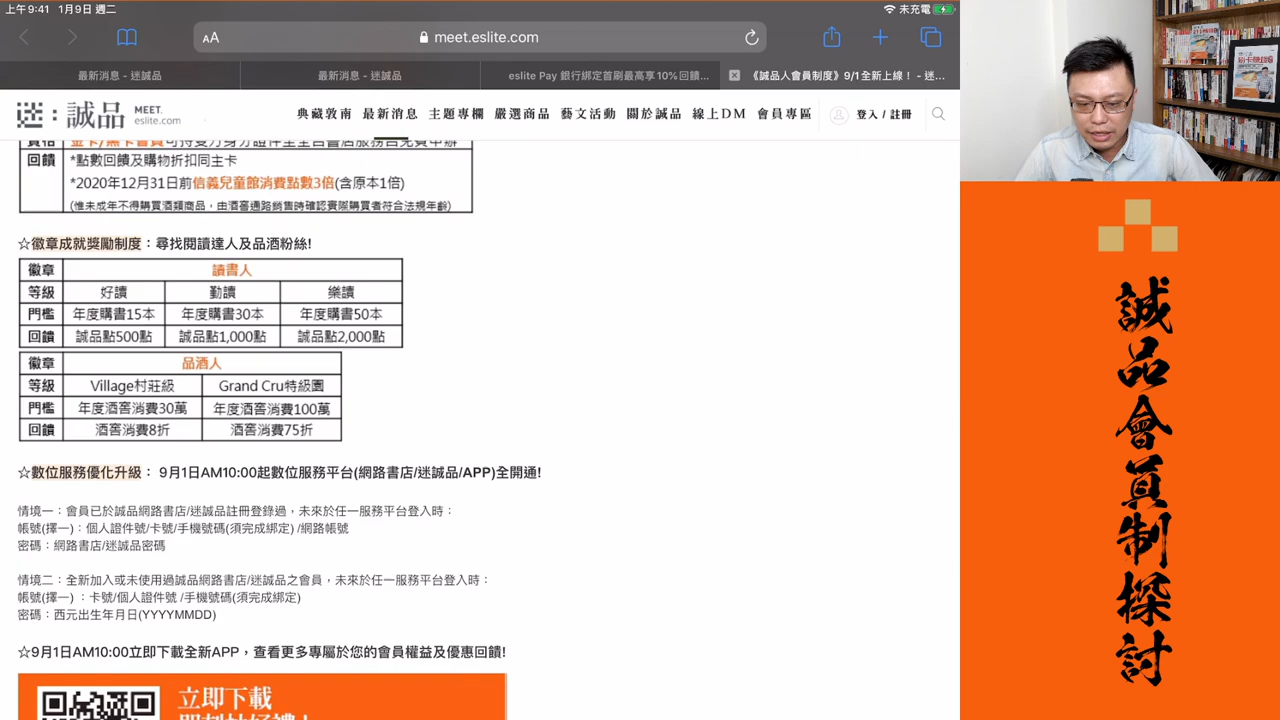 上午9:41 1月9日 週二
未充電
AA
meet.eslite.com
最新消息 - 迷誠品
最新消息 - 迷誠品
eslite Pay 銀行綁定首刷最高享10%回饋...
《誠品人會員制度》9/1全新上線！ - 迷...
迷：誠品
MEET.
eslite.com
典藏敦南 最新消息 主題專欄 嚴選商品 藝文活動 關於誠品 線上DM 會員專區
登入 / 註冊
回饋
*點數回饋及購物折扣同主卡
*2020年12月31日前信義兒童館消費點數3倍(含原本1倍)
(惟未成年不得購買酒類商品，由酒窖通路銷售時確認實際購買者符合法規年齡)
☆徽章成就獎勵制度：尋找閱讀達人及品酒粉絲!
徽章 讀書人
等級 好讀 勤讀 樂讀
門檻 年度購書15本 年度購書30本 年度購書50本
回饋 誠品點500點 誠品點1,000點 誠品點2,000點
徽章 品酒人
等級 Village村莊級 Grand Cru特級園
門檻 年度酒窖消費30萬 年度酒窖消費100萬
回饋 酒窖消費8折 酒窖消費75折
☆數位服務優化升級： 9月1日AM10:00起數位服務平台(網路書店/迷誠品/APP)全開通!
情境一：會員已於誠品網路書店/迷誠品註冊登錄過，未來於任一服務平台登入時：
帳號(擇一)：個人證件號/卡號/手機號碼(須完成綁定) /網路帳號
密碼：網路書店/迷誠品密碼
情境二：全新加入或未使用過誠品網路書店/迷誠品之會員，未來於任一服務平台登入時：
帳號(擇一) ：卡號/個人證件號 /手機號碼(須完成綁定)
密碼：西元出生年月日(YYYYMMDD)
☆9月1日AM10:00立即下載全新APP，查看更多專屬於您的會員權益及優惠回饋!
立即下載
誠品會員制探討